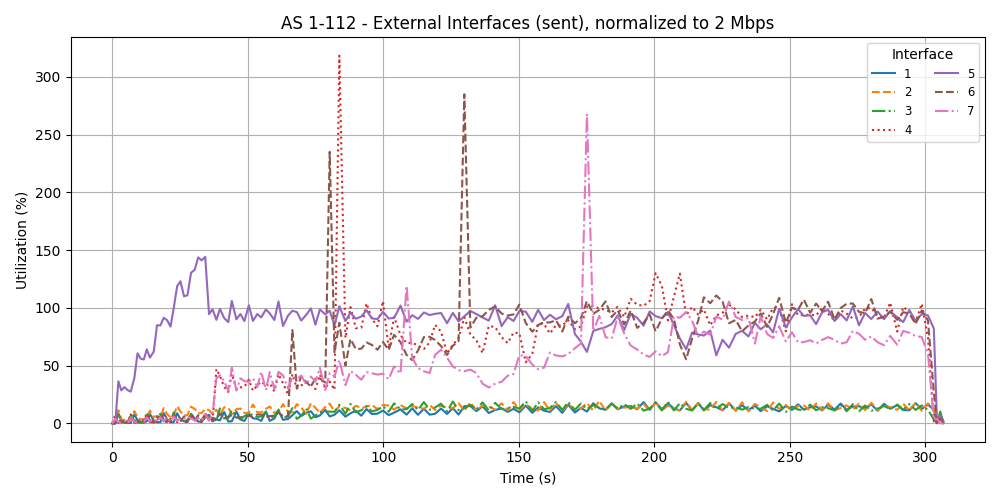 AS 1-112 - External Interfaces (sent), normalized to 2 Mbps
Utilization (%)
300
250
200
150
100
50
0
0 50 100 150 200 250 300
Time (s)
Interface
1 5
2 6
3 7
4